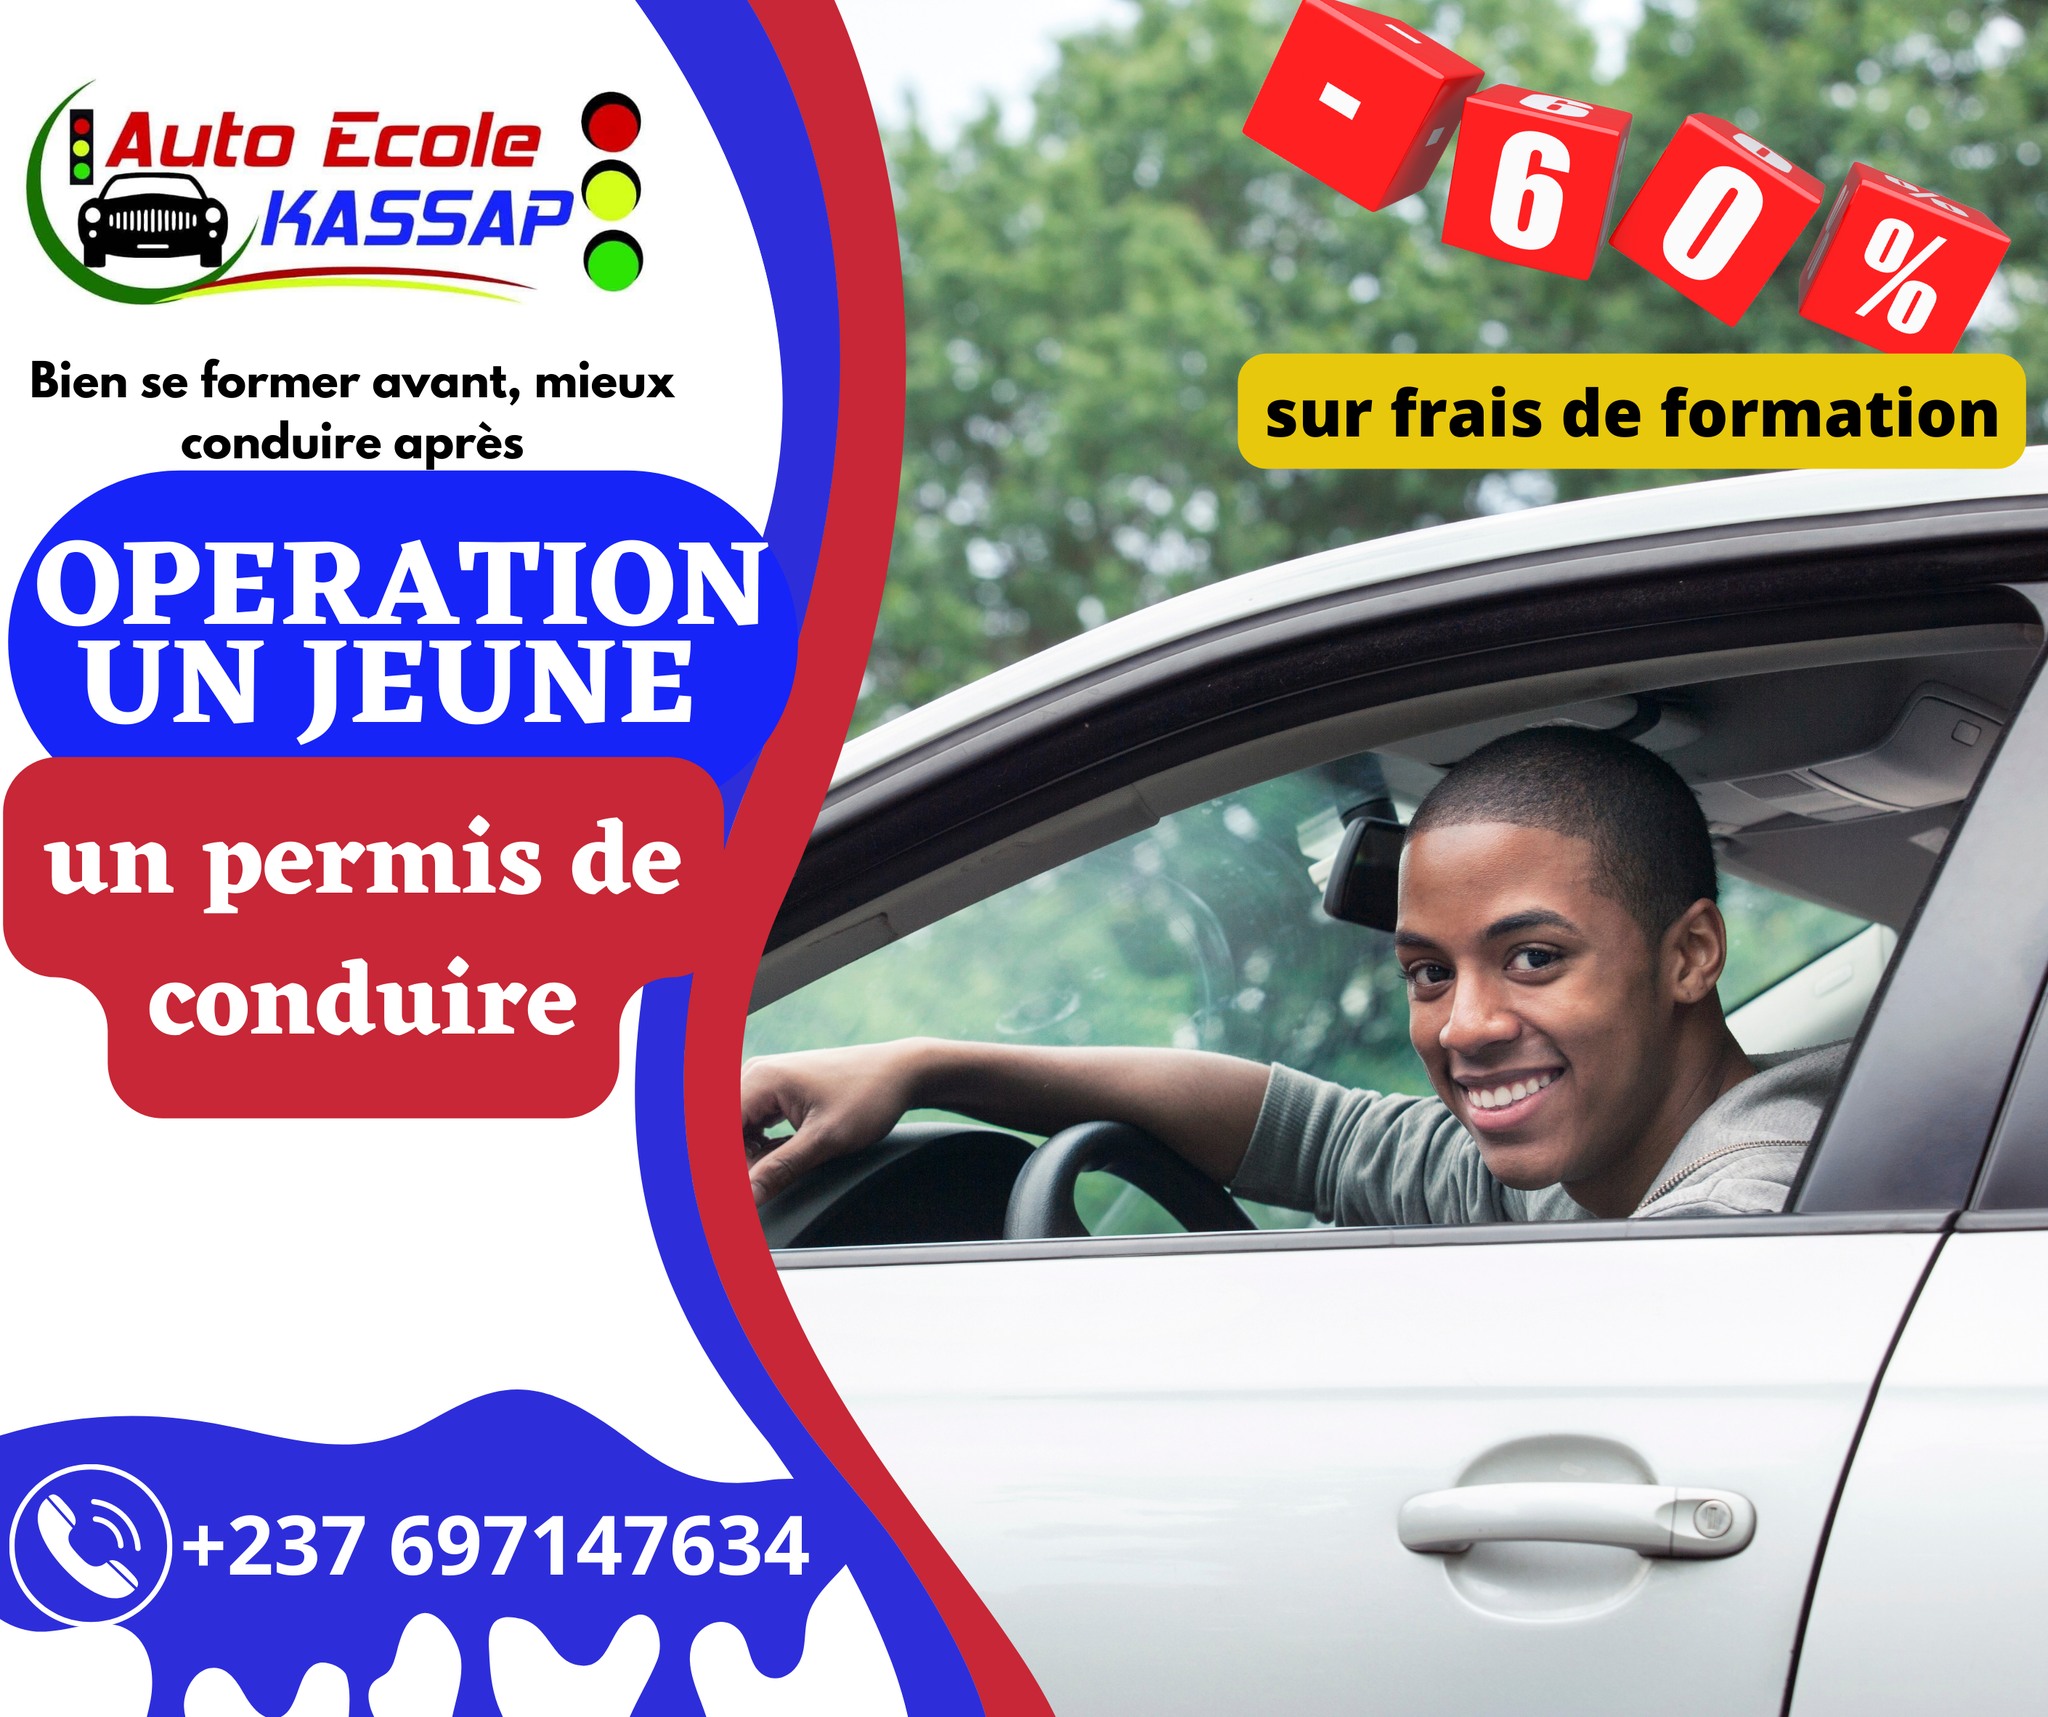 Auto Ecole
KASSAP
Bien se former avant, mieux
conduire après
OPERATION
UN JEUNE
un permis de
conduire
+237 697147634
-60%
sur frais de formation